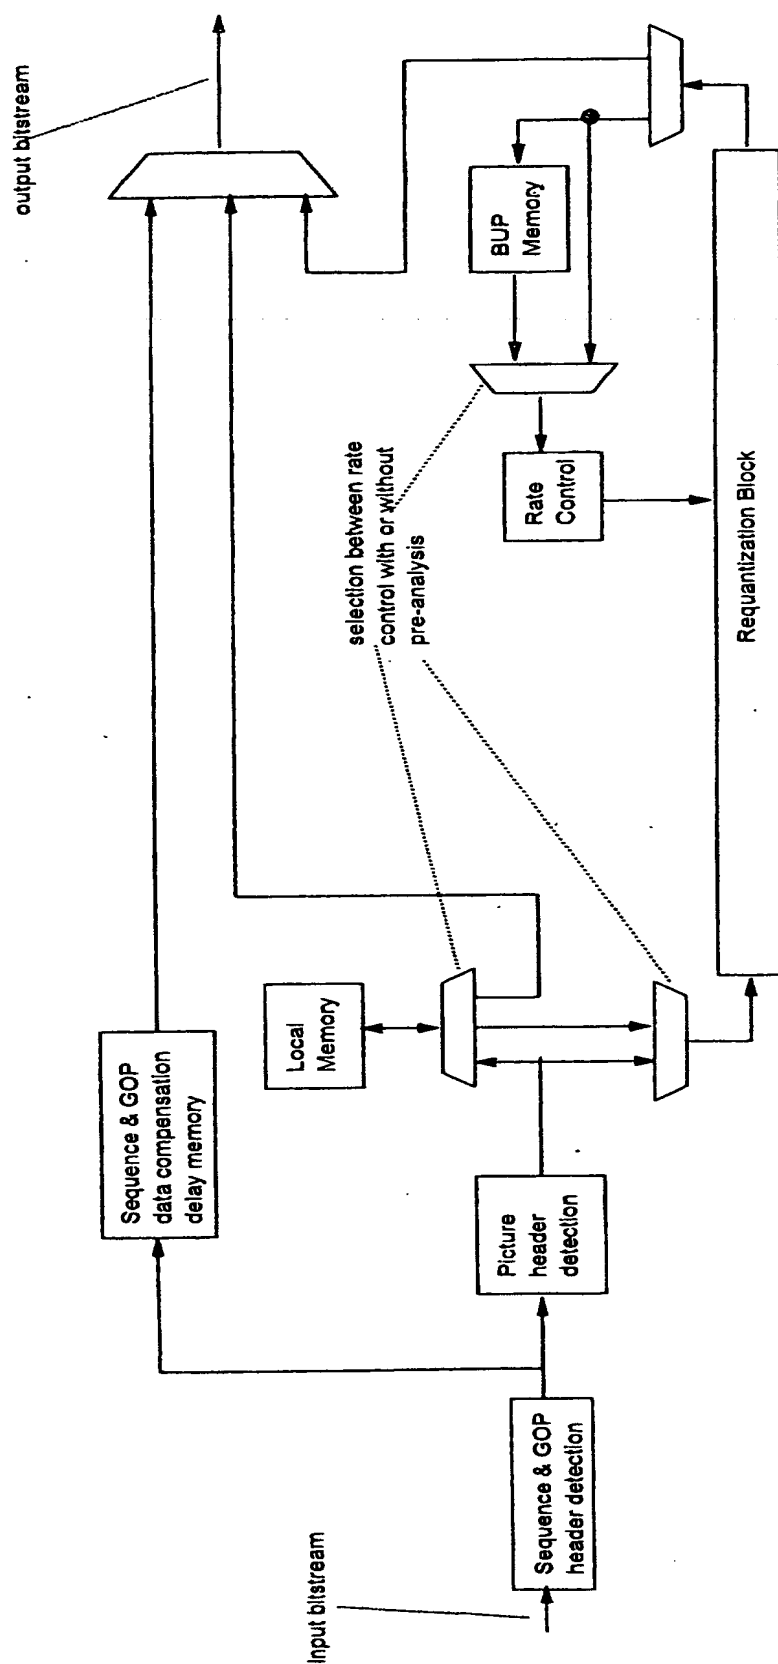 Input bitstream
Sequence & GOP
header detection
Sequence & GOP
data compensation
delay memory
Picture
header
detection
Local
Memory
selection between rate
control with or without
pre-analysis
Rate
Control
BUP
Memory
Requantization Block
output bitstream